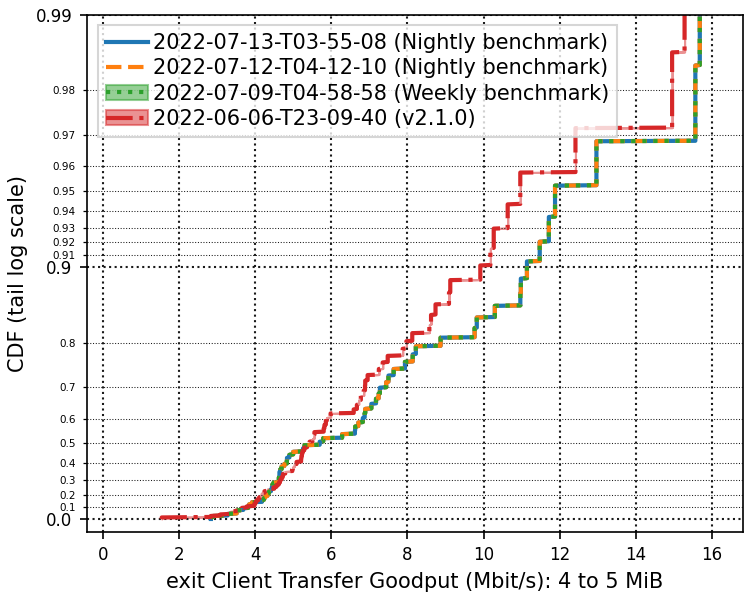 0.99
2022-07-13-T03-55-08 (Nightly benchmark)
2022-07-12-T04-12-10 (Nightly benchmark)
2022-07-09-T04-58-58 (Weekly benchmark)
2022-06-06-T23-09-40 (v2.1.0)
0.98
0.97
0.96
0.95
0.94
0.93
0.92
0.91
0.9
0.8
0.7
0.6
0.5
0.4
0.3
0.2
0.1
0.0
CDF (tail log scale)
0 2 4 6 8 10 12 14 16
exit Client Transfer Goodput (Mbit/s): 4 to 5 MiB